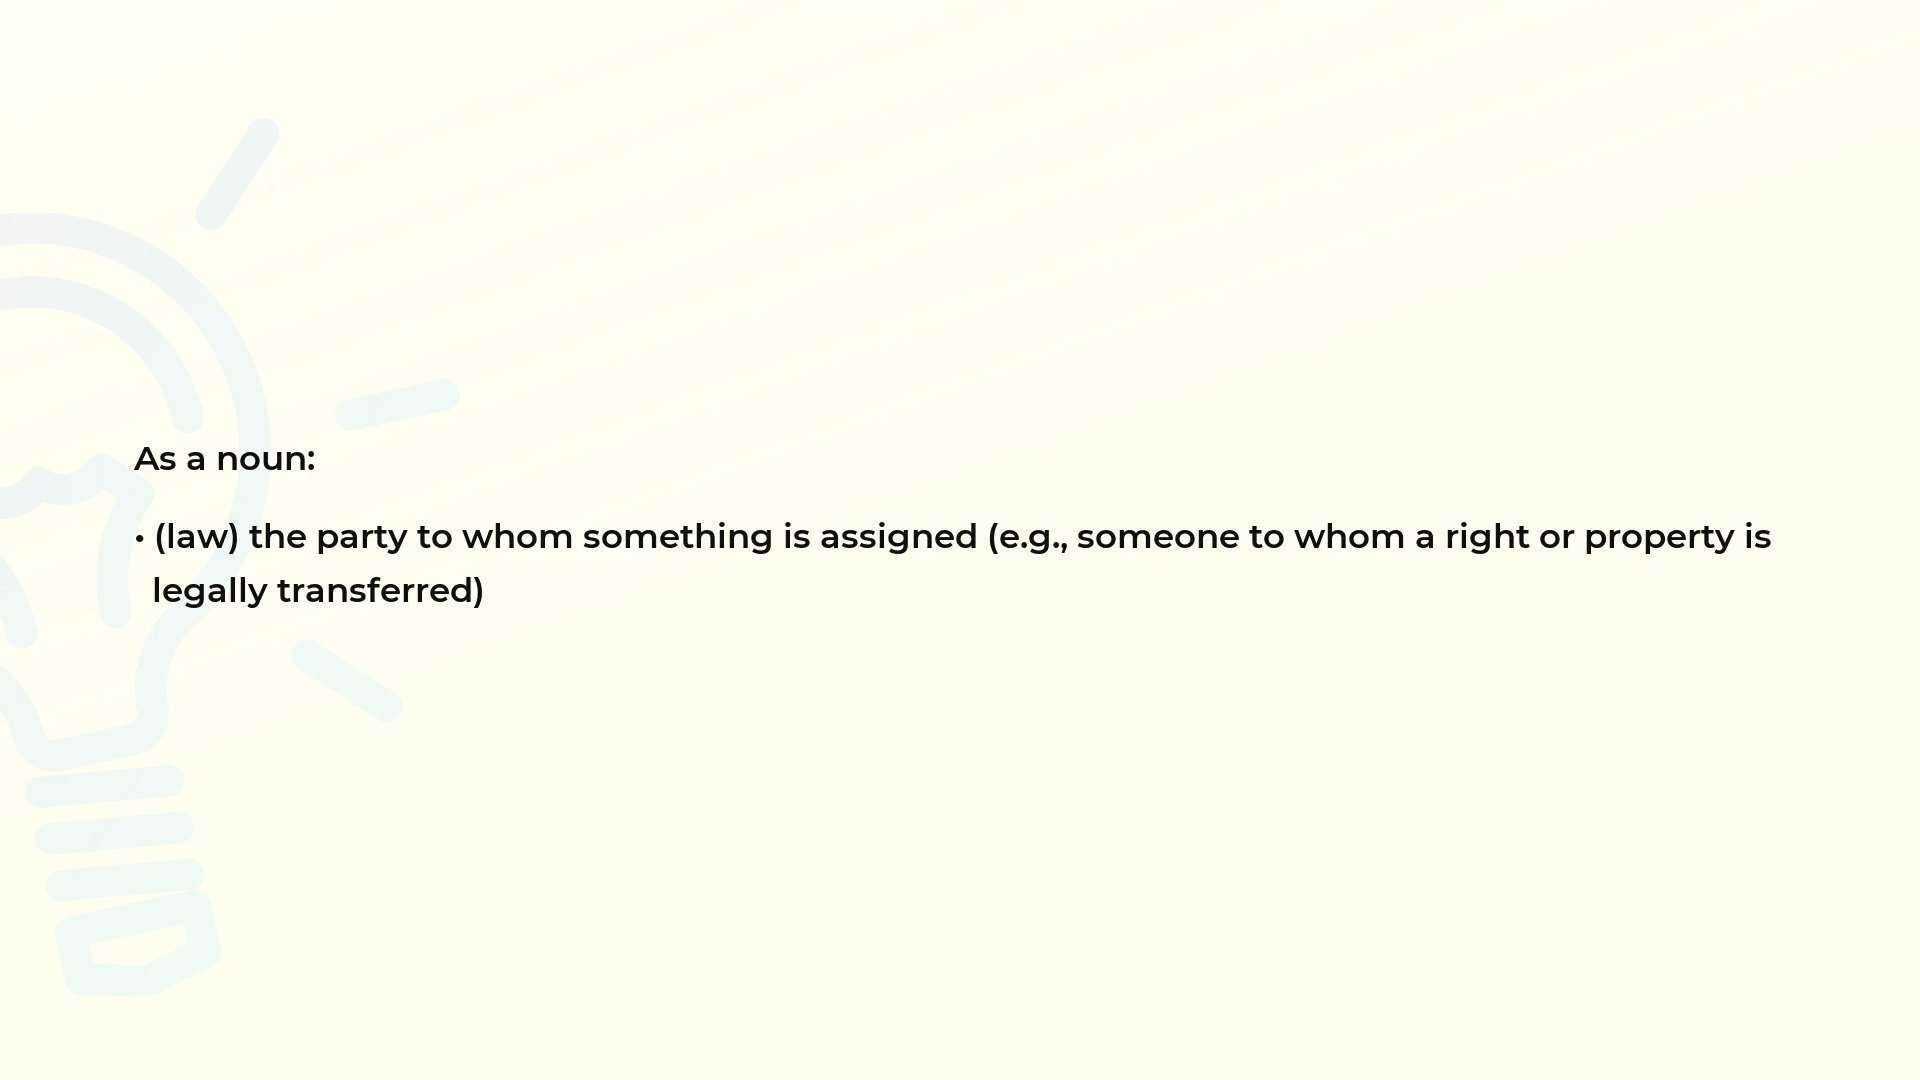 As a noun:
• (law) the party to whom something is assigned (e.g., someone to whom a right or property is
legally transferred)